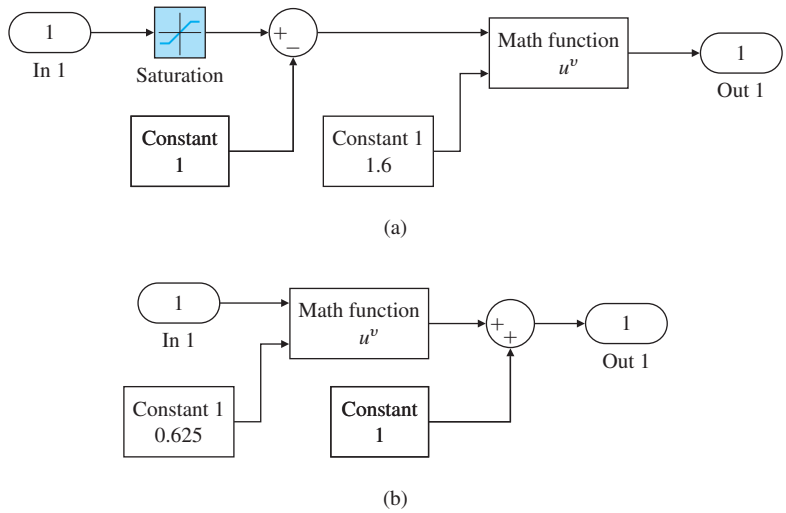 1
In 1
Saturation
+
−
Constant
1
Constant 1
1.6
Math function
u^v
1
Out 1
(a)
1
In 1
Math function
u^v
+
+
1
Out 1
Constant 1
0.625
Constant
1
(b)